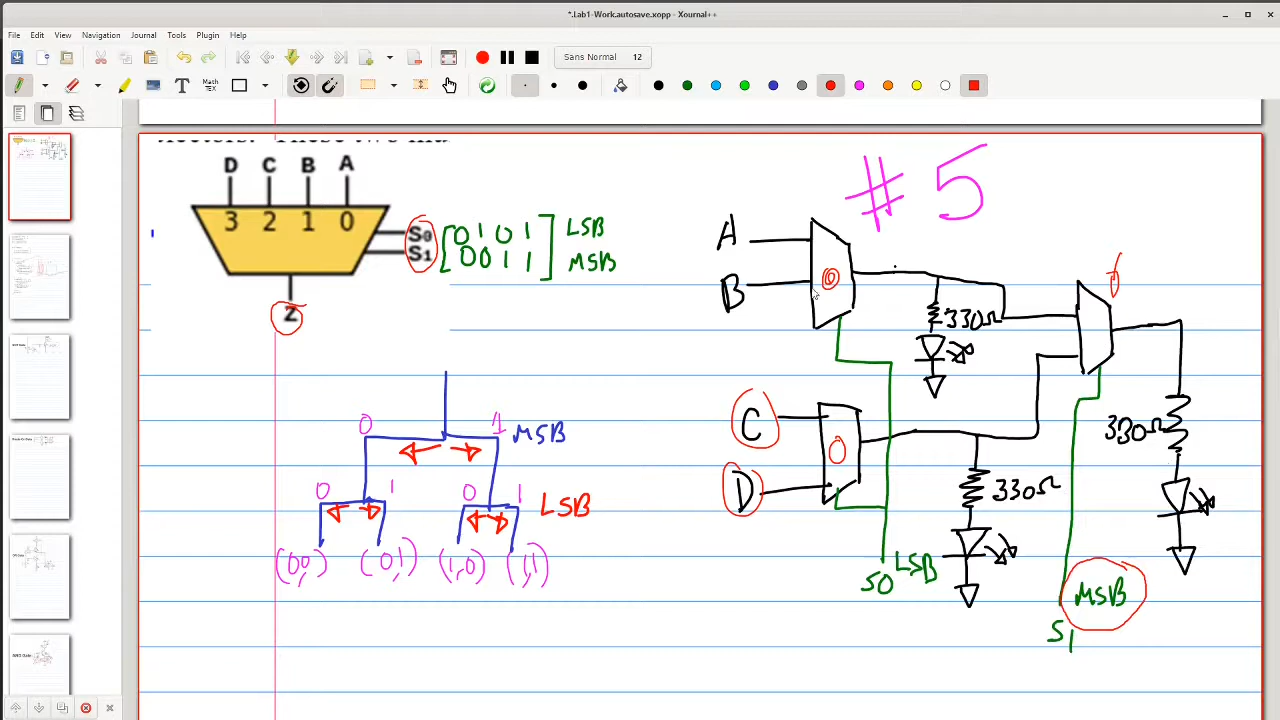 *.Lab1-Work.autosave.xopp - Xournal++
File Edit View Navigation Journal Tools Plugin Help
Sans Normal 12
Math
TEX
D C B A
3 2 1 0
S0
S1
0 1 0 1 LSB
0 0 1 1 MSB
Z
# 5
A
B
0
0
330Ω
C
D
0
330Ω
330Ω
S0 LSB
MSB
S1
0 1 MSB
0 1 0 1 LSB
(0,0) (0,1) (1,0) (1,1)